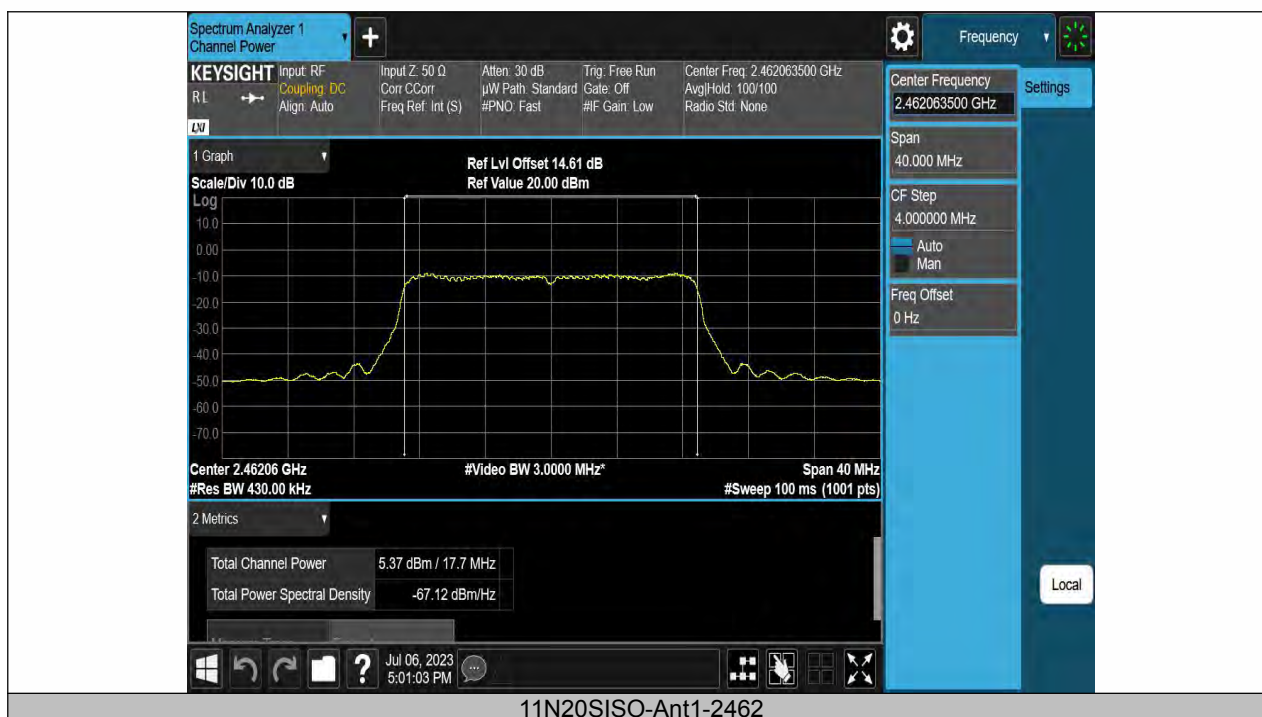 Spectrum Analyzer 1
Channel Power
+
Frequency
KEYSIGHT
R L
LXI
Input: RF
Coupling: DC
Align: Auto
Input Z: 50 Ω
Corr CCorr
Freq Ref: Int (S)
Atten: 30 dB
µW Path: Standard
#PNO: Fast
Trig: Free Run
Gate: Off
#IF Gain: Low
Center Freq: 2.462063500 GHz
Avg|Hold: 100/100
Radio Std: None
Center Frequency
2.462063500 GHz
Settings
Span
40.000 MHz
CF Step
4.000000 MHz
Auto
Man
Freq Offset
0 Hz
Local
1 Graph
Scale/Div 10.0 dB
Ref Lvl Offset 14.61 dB
Ref Value 20.00 dBm
Log
10.0
0.00
-10.0
-20.0
-30.0
-40.0
-50.0
-60.0
-70.0
Center 2.46206 GHz
#Video BW 3.0000 MHz*
Span 40 MHz
#Res BW 430.00 kHz
#Sweep 100 ms (1001 pts)
2 Metrics
Total Channel Power 5.37 dBm / 17.7 MHz
Total Power Spectral Density -67.12 dBm/Hz
?
Jul 06, 2023
5:01:03 PM
11N20SISO-Ant1-2462